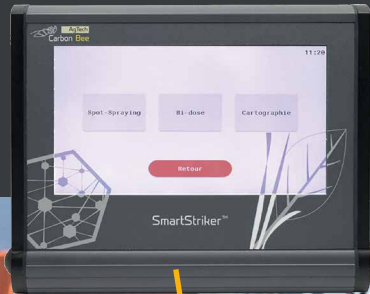 AgTech
Carbon Bee
11:20
Spot-Spraying
Bi-dose
Cartographie
Retour
SmartStriker™